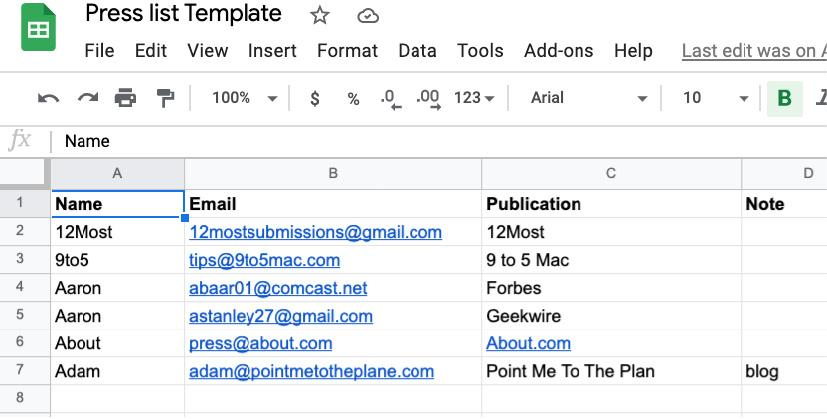 Press list Template
File Edit View Insert Format Data Tools Add-ons Help Last edit was on
100% $ % .0 .00 123 Arial 10 B I
fx Name
A B C D
1 Name Email Publication Note
2 12Most 12mostsubmissions@gmail.com 12Most
3 9to5 tips@9to5mac.com 9 to 5 Mac
4 Aaron abaar01@comcast.net Forbes
5 Aaron astanley27@gmail.com Geekwire
6 About press@about.com About.com
7 Adam adam@pointmetotheplane.com Point Me To The Plan blog
8